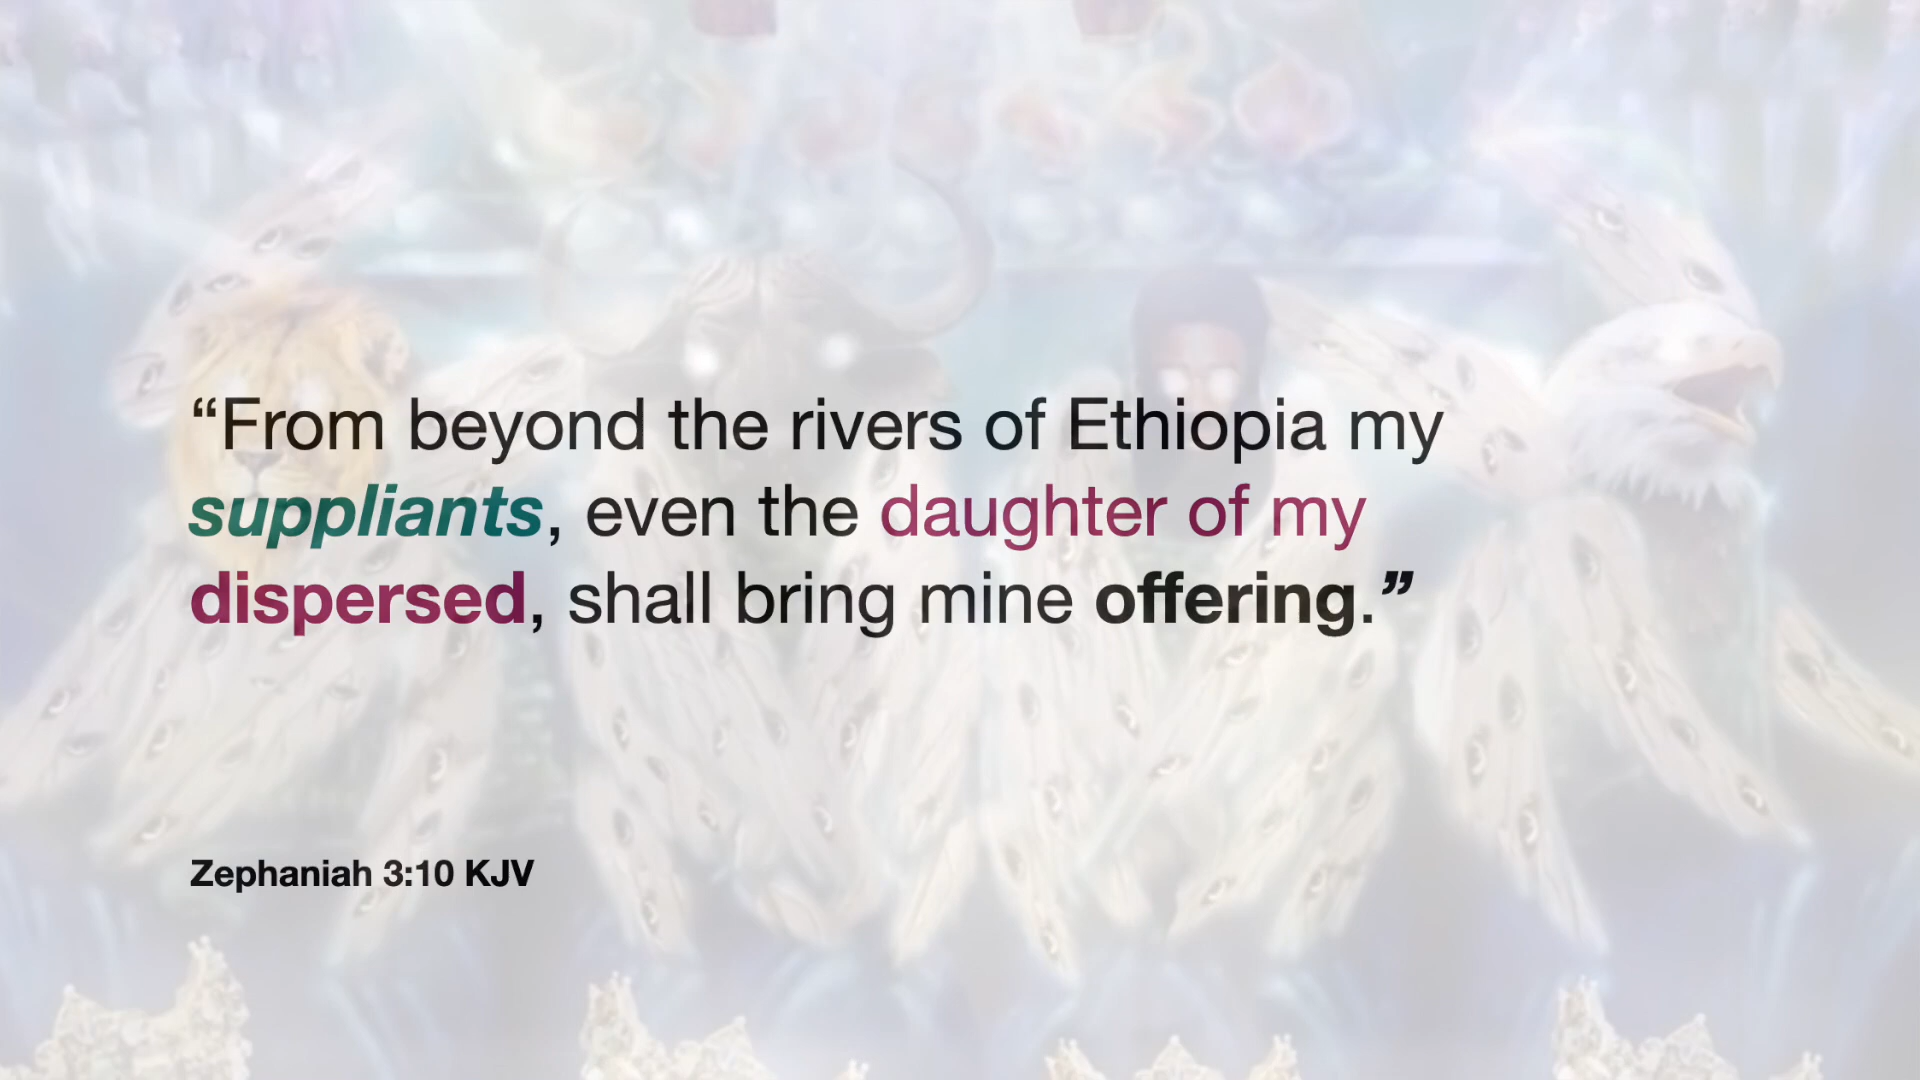 “From beyond the rivers of Ethiopia my
suppliants, even the daughter of my
dispersed, shall bring mine offering.”
Zephaniah 3:10 KJV